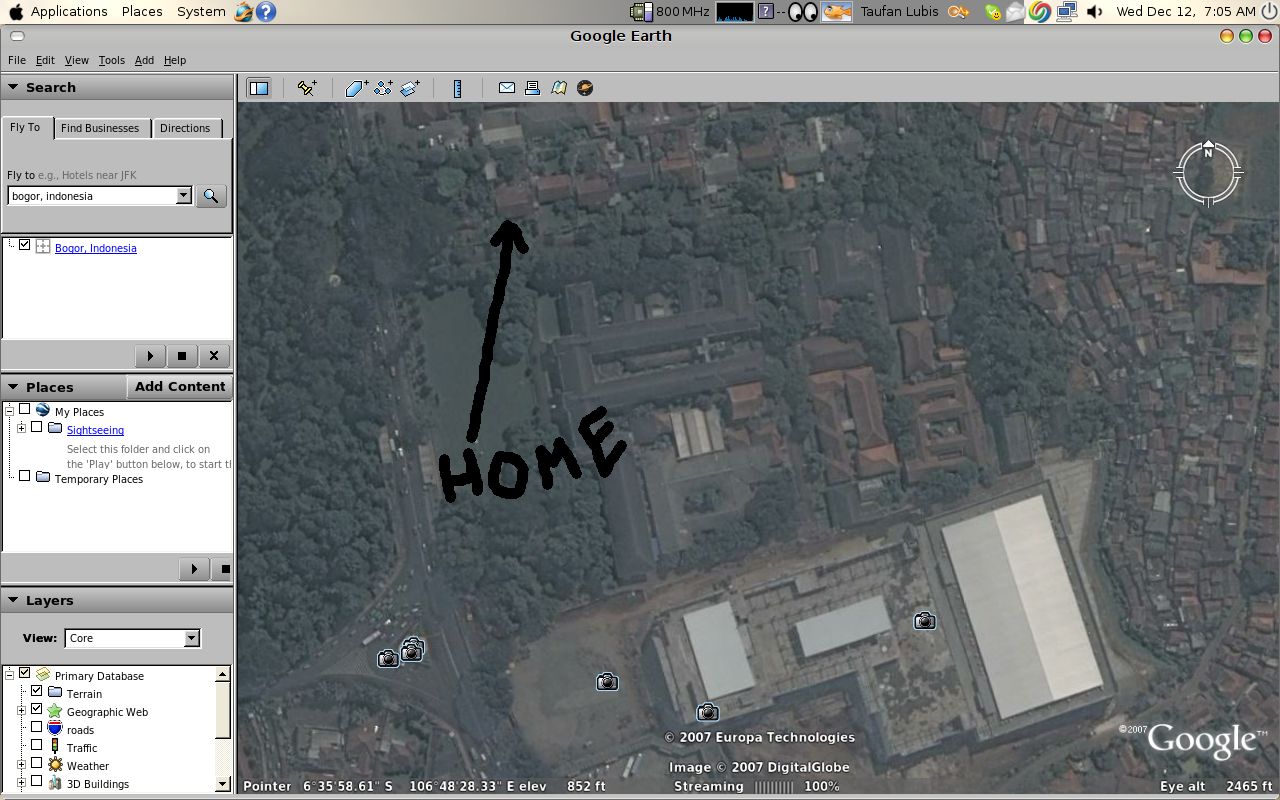 Applications Places System 800 MHz -- Taufan Lubis Wed Dec 12, 7:05 AM
Google Earth
File Edit View Tools Add Help
Search
Fly To Find Businesses Directions
Fly to e.g., Hotels near JFK
bogor, indonesia
Bogor, Indonesia
Places Add Content
My Places
Sightseeing
Select this folder and click on
the 'Play' button below, to start t
Temporary Places
Layers
View: Core
Primary Database
Terrain
Geographic Web
roads
Traffic
Weather
3D Buildings
N
HOME
©2007 Google™
© 2007 Europa Technologies
Image © 2007 DigitalGlobe
Pointer 6°35'58.61" S 106°48'28.33" E elev 852 ft Streaming |||||||||| 100% Eye alt 2465 ft